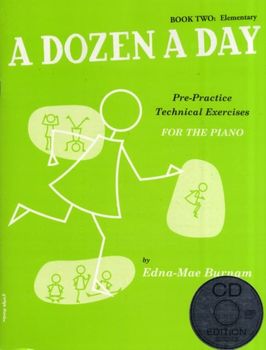 BOOK TWO: Elementary
A DOZEN A DAY
Pre-Practice
Technical Exercises
FOR THE PIANO
by
Edna-Mae Burnam
CD
EDITION